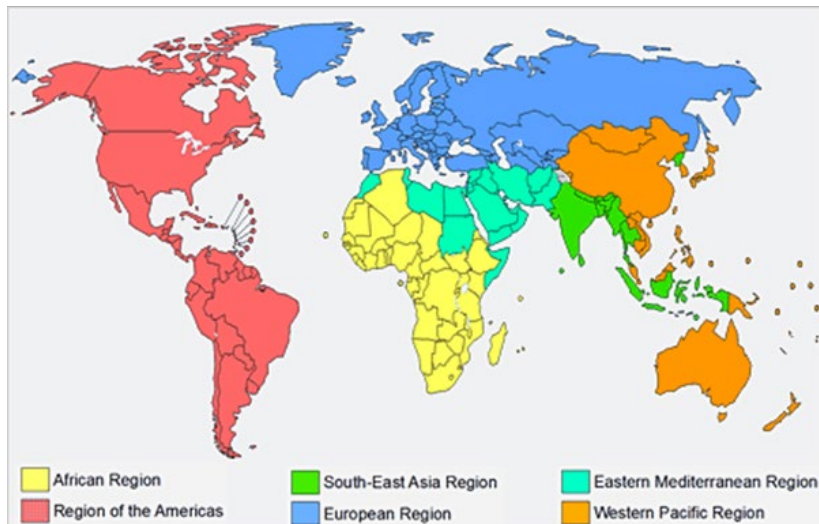 African Region
South-East Asia Region
Eastern Mediterranean Region
Region of the Americas
European Region
Western Pacific Region